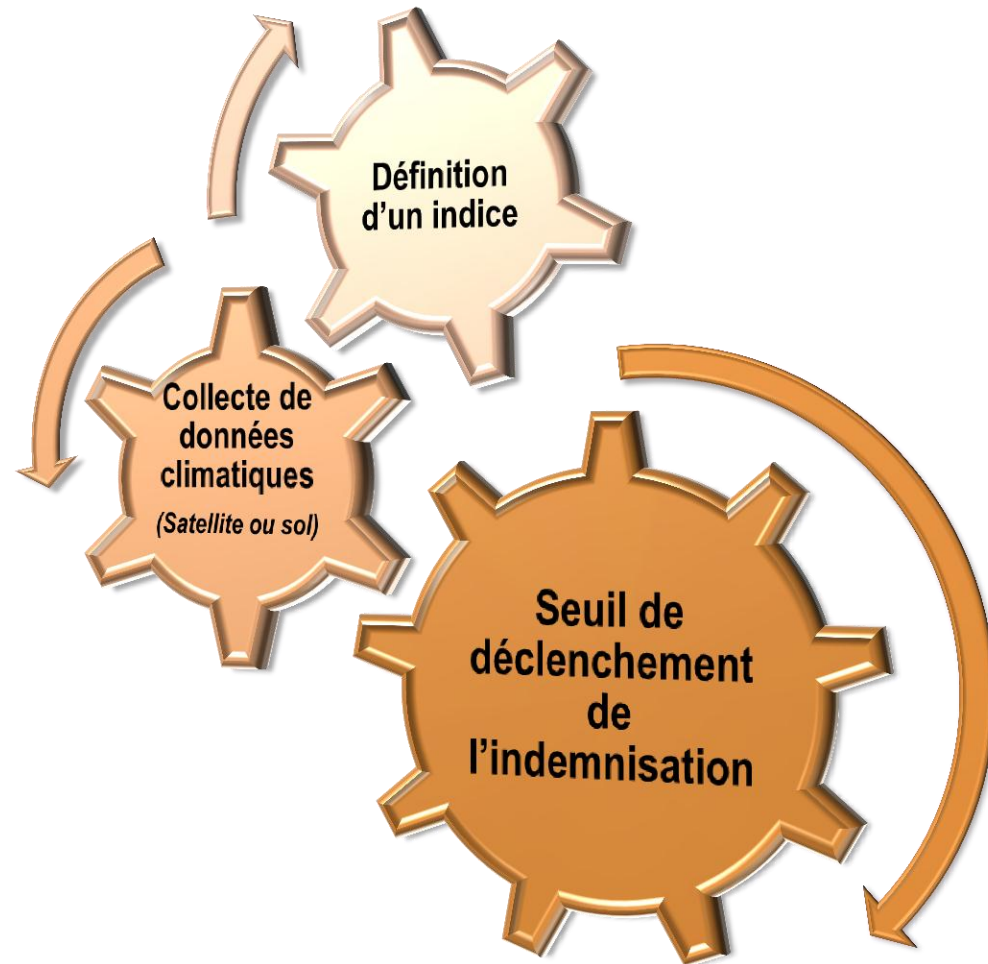 Définition
d’un indice
Collecte de
données
climatiques
(Satellite ou sol)
Seuil de
déclenchement
de
l’indemnisation